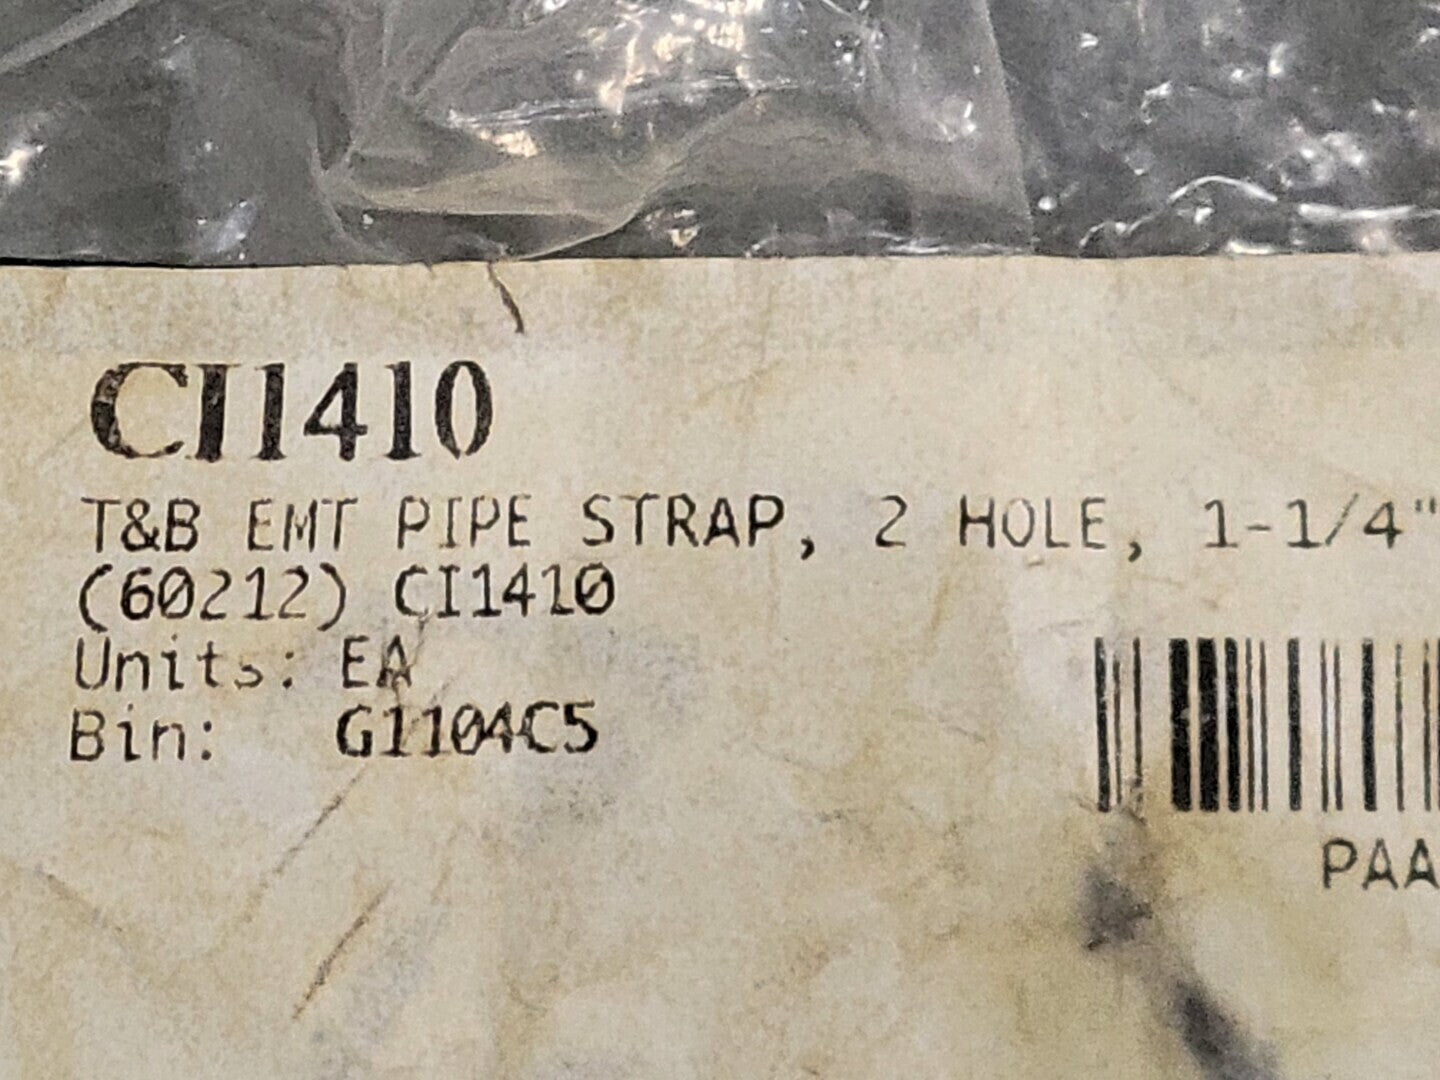 CI1410
T&B EMT PIPE STRAP, 2 HOLE, 1-1/4"
(60212) CI1410
Units: EA
Bin: G1104C5
PAA